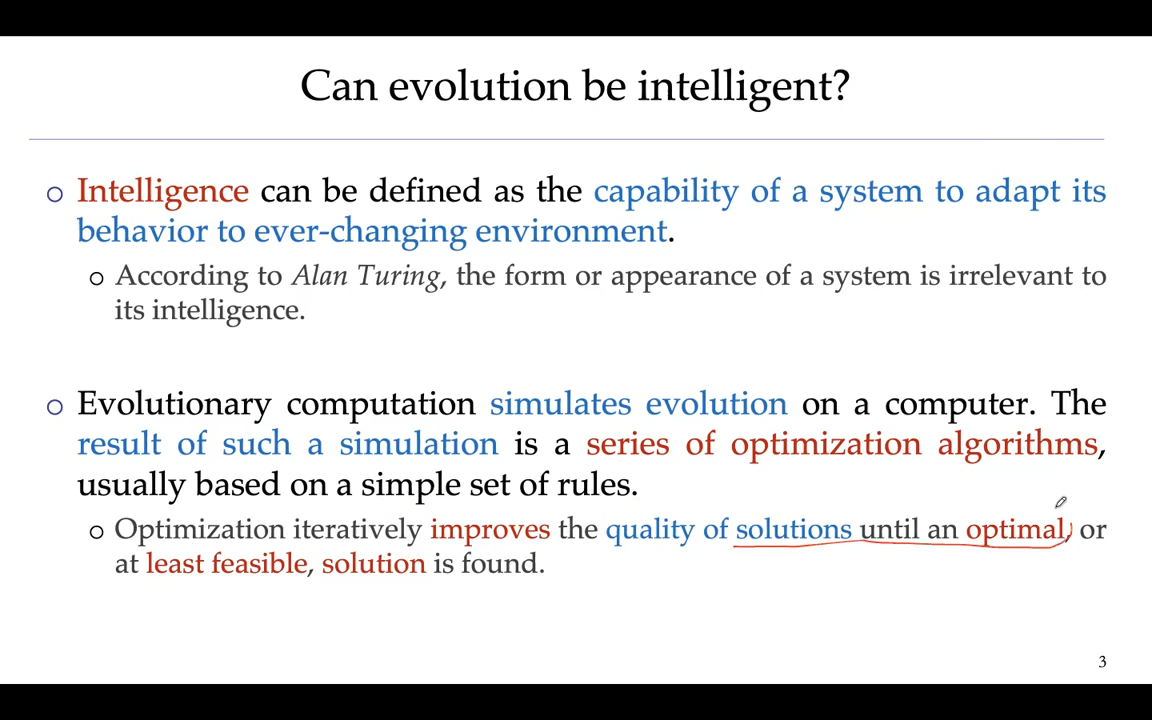 Can evolution be intelligent?
Intelligence can be defined as the capability of a system to adapt its
behavior to ever-changing environment.
According to Alan Turing, the form or appearance of a system is irrelevant to
its intelligence.
Evolutionary computation simulates evolution on a computer. The
result of such a simulation is a series of optimization algorithms,
usually based on a simple set of rules.
Optimization iteratively improves the quality of solutions until an optimal, or
at least feasible, solution is found.
3